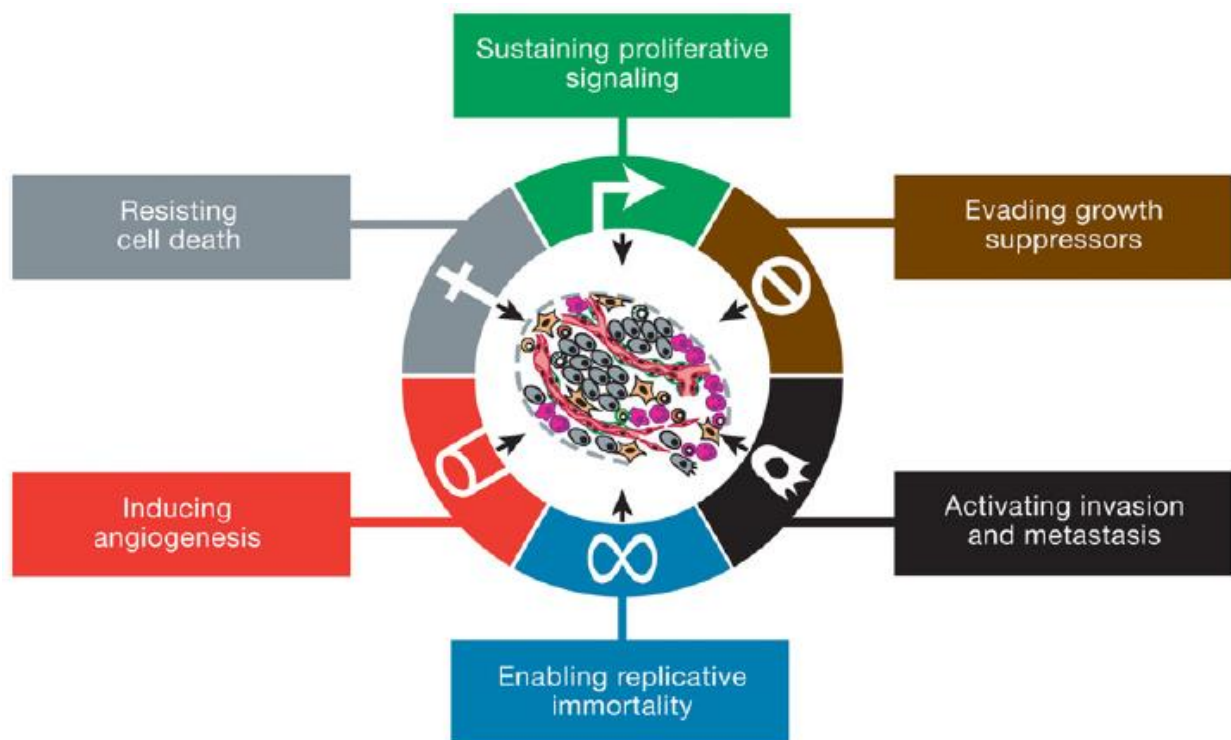 Sustaining proliferative
signaling
Resisting
cell death
Evading growth
suppressors
Inducing
angiogenesis
Activating invasion
and metastasis
Enabling replicative
immortality